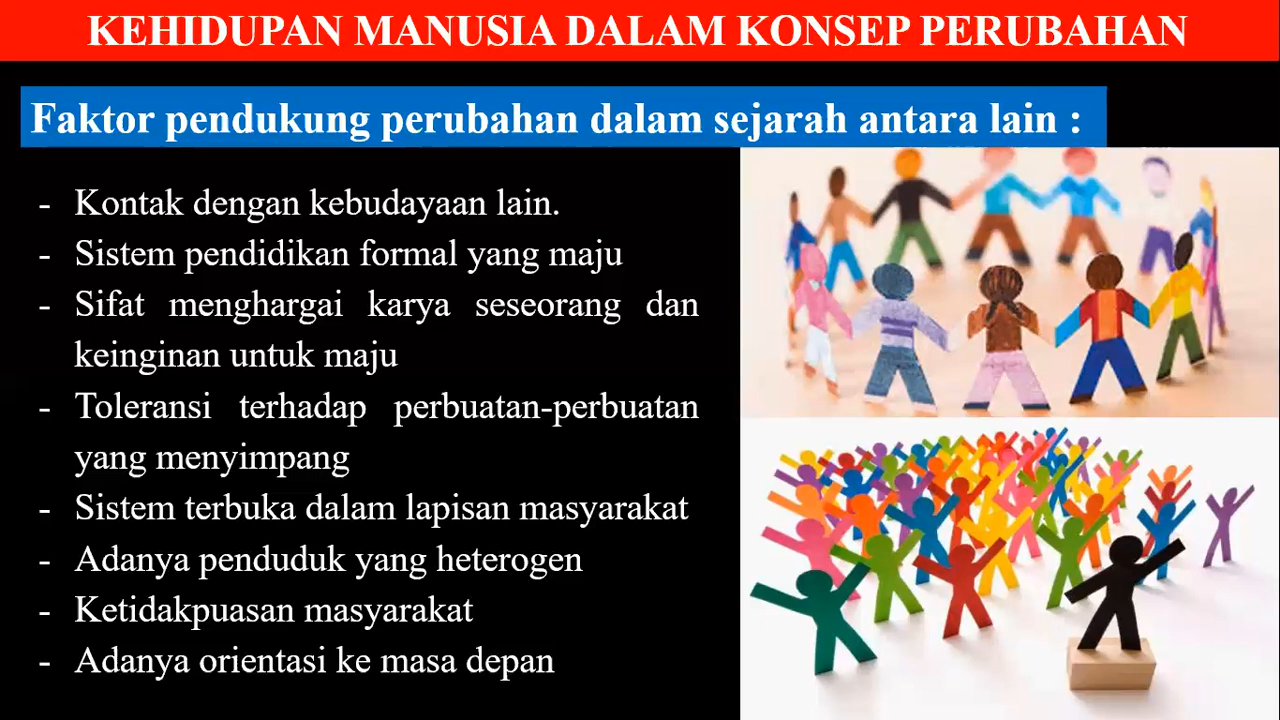 KEHIDUPAN MANUSIA DALAM KONSEP PERUBAHAN
Faktor pendukung perubahan dalam sejarah antara lain :
- Kontak dengan kebudayaan lain.
- Sistem pendidikan formal yang maju
- Sifat menghargai karya seseorang dan
keinginan untuk maju
- Toleransi terhadap perbuatan-perbuatan
yang menyimpang
- Sistem terbuka dalam lapisan masyarakat
- Adanya penduduk yang heterogen
- Ketidakpuasan masyarakat
- Adanya orientasi ke masa depan